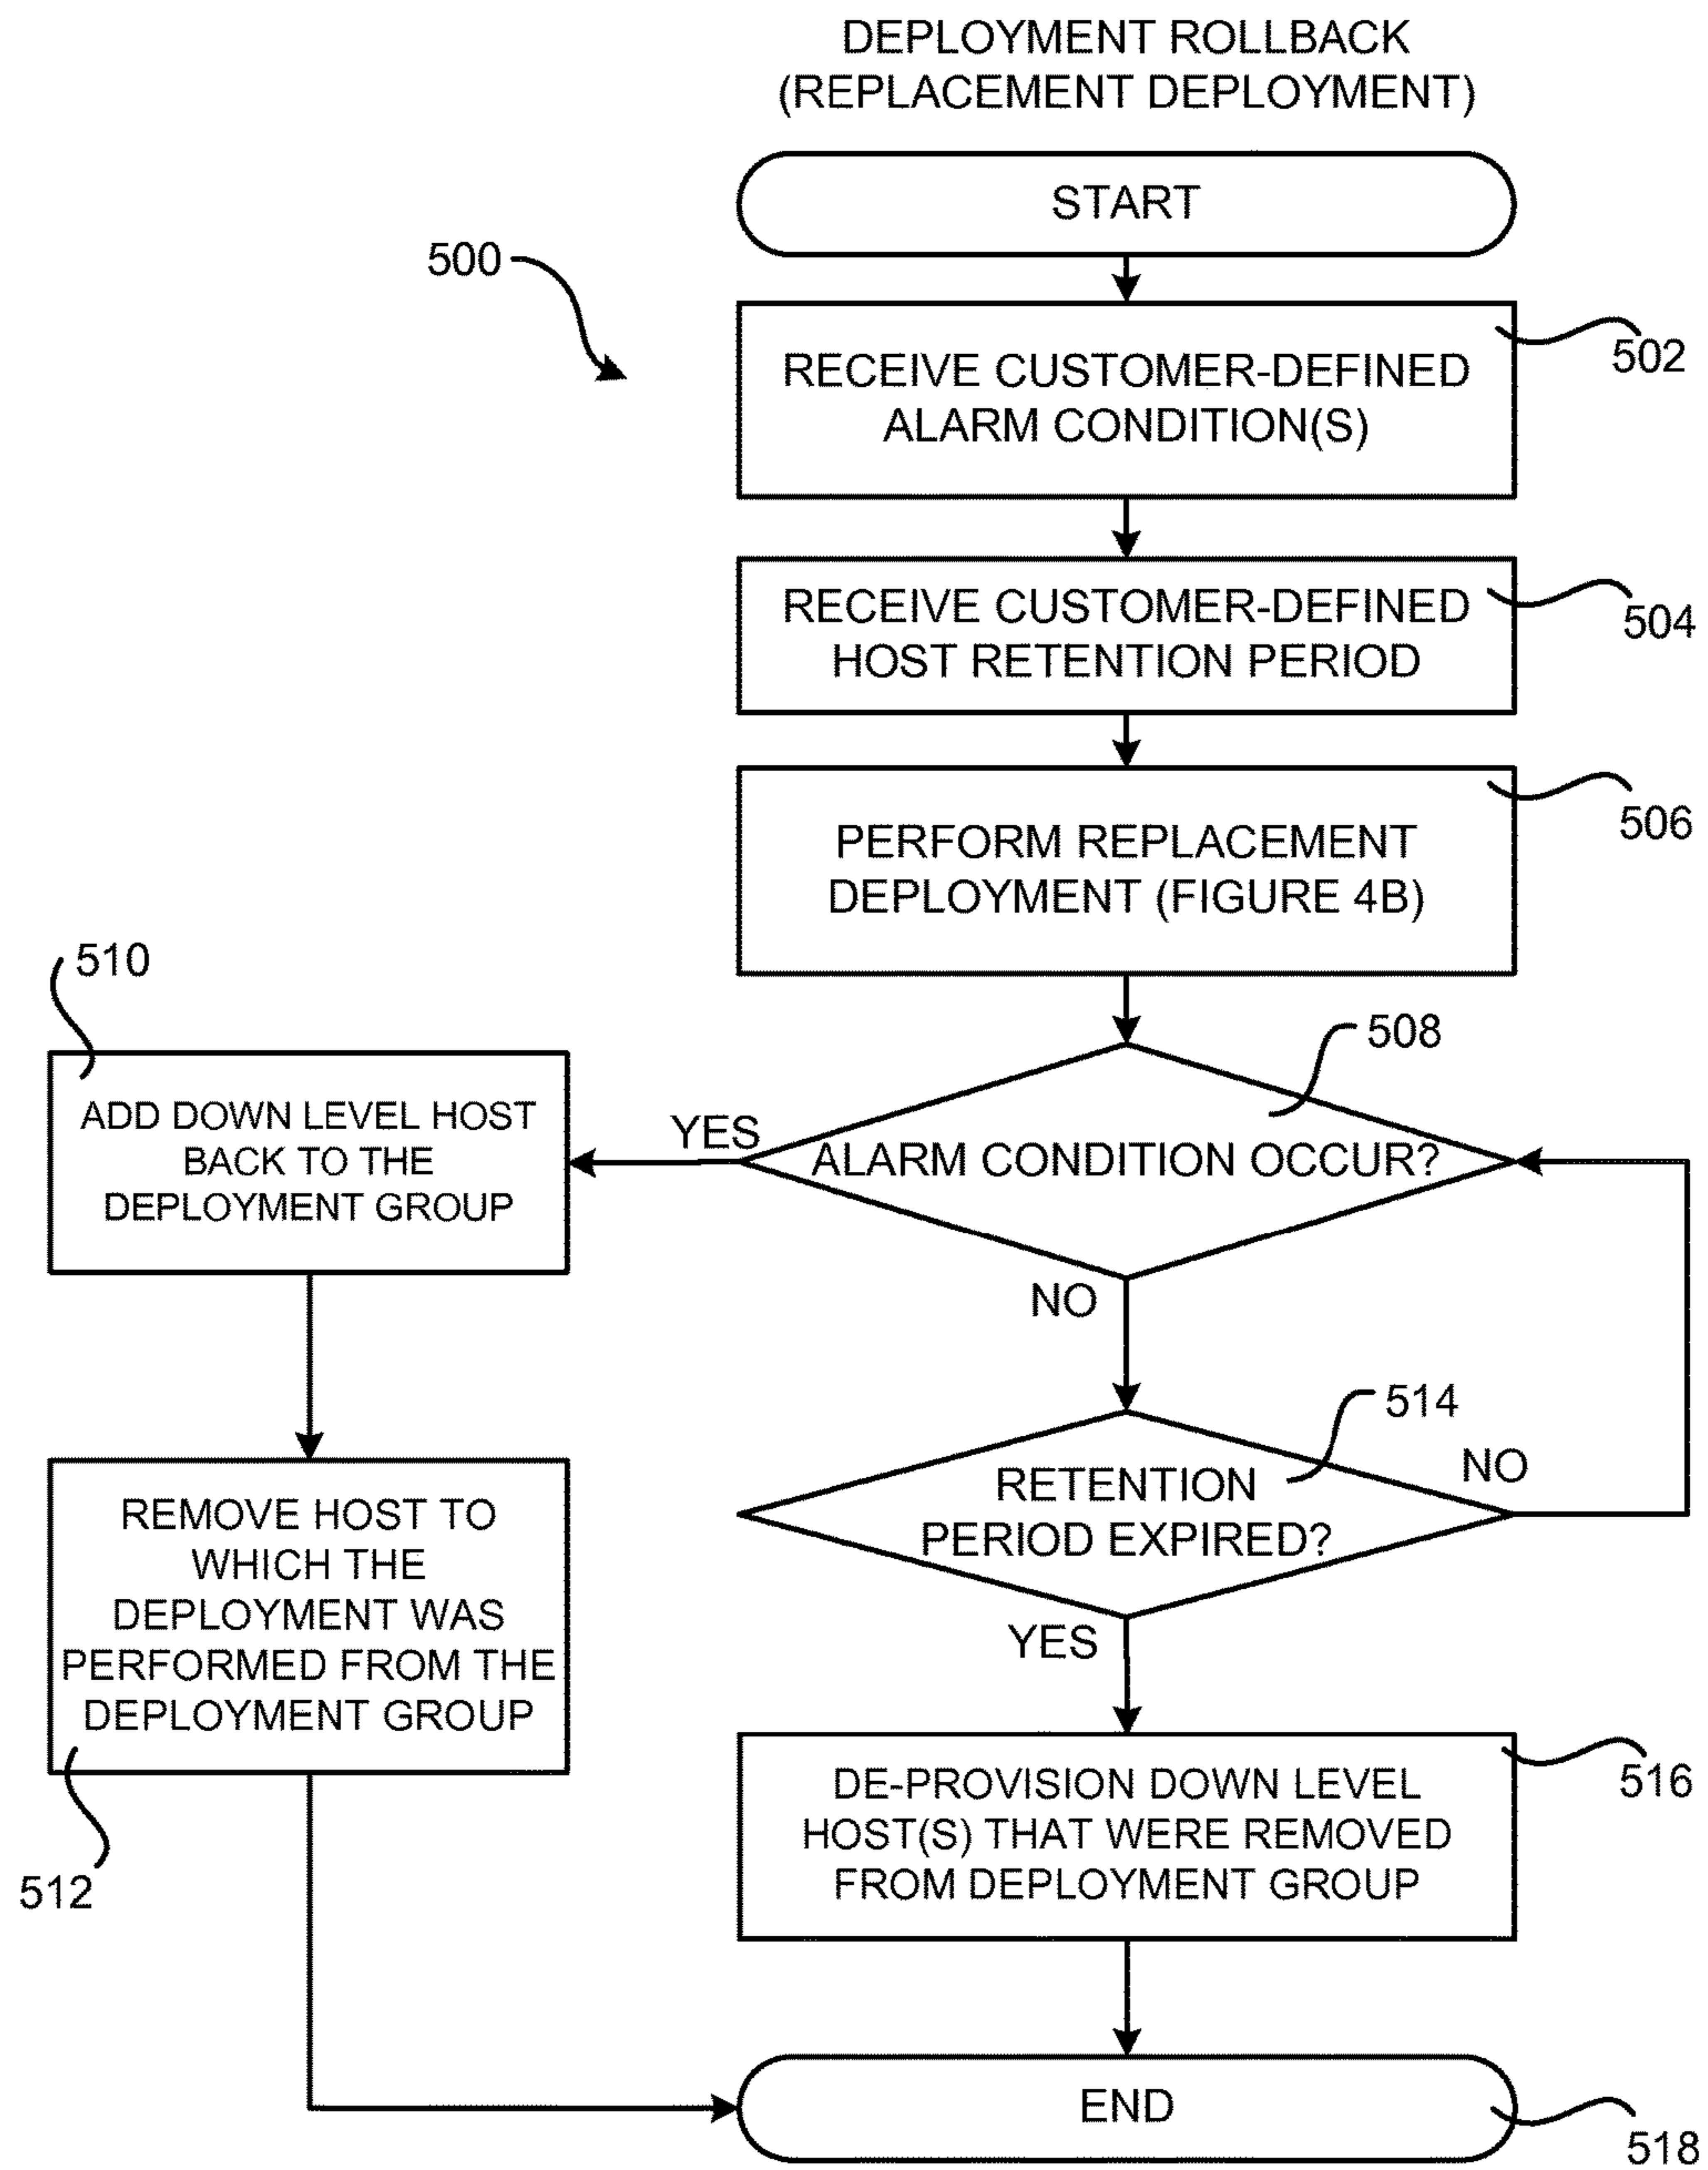 DEPLOYMENT ROLLBACK
(REPLACEMENT DEPLOYMENT)
START
500
RECEIVE CUSTOMER-DEFINED
ALARM CONDITION(S)
502
RECEIVE CUSTOMER-DEFINED
HOST RETENTION PERIOD
504
PERFORM REPLACEMENT
DEPLOYMENT (FIGURE 4B)
506
508
ALARM CONDITION OCCUR?
YES
NO
510
ADD DOWN LEVEL HOST
BACK TO THE
DEPLOYMENT GROUP
REMOVE HOST TO
WHICH THE
DEPLOYMENT WAS
PERFORMED FROM THE
DEPLOYMENT GROUP
512
514
RETENTION
PERIOD EXPIRED?
NO
YES
DE-PROVISION DOWN LEVEL
HOST(S) THAT WERE REMOVED
FROM DEPLOYMENT GROUP
516
END
518